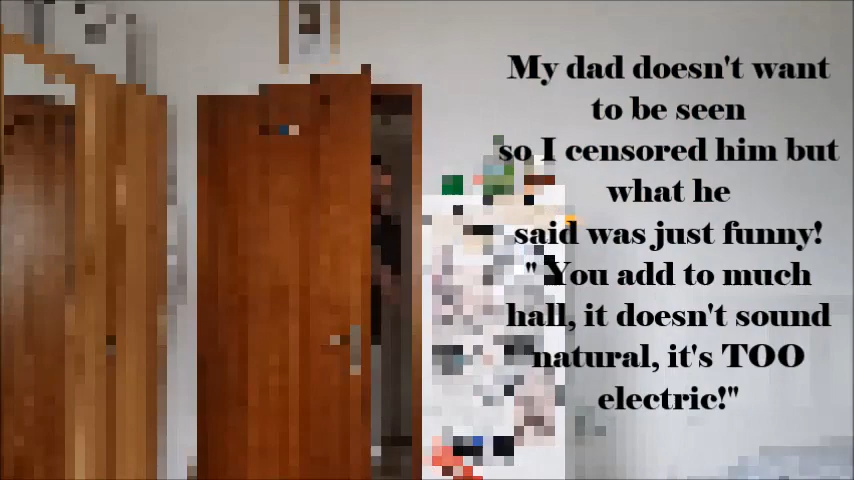 My dad doesn't want
to be seen
so I censored him but
what he
said was just funny!
" You add to much
hall, it doesn't sound
natural, it's TOO
electric!"